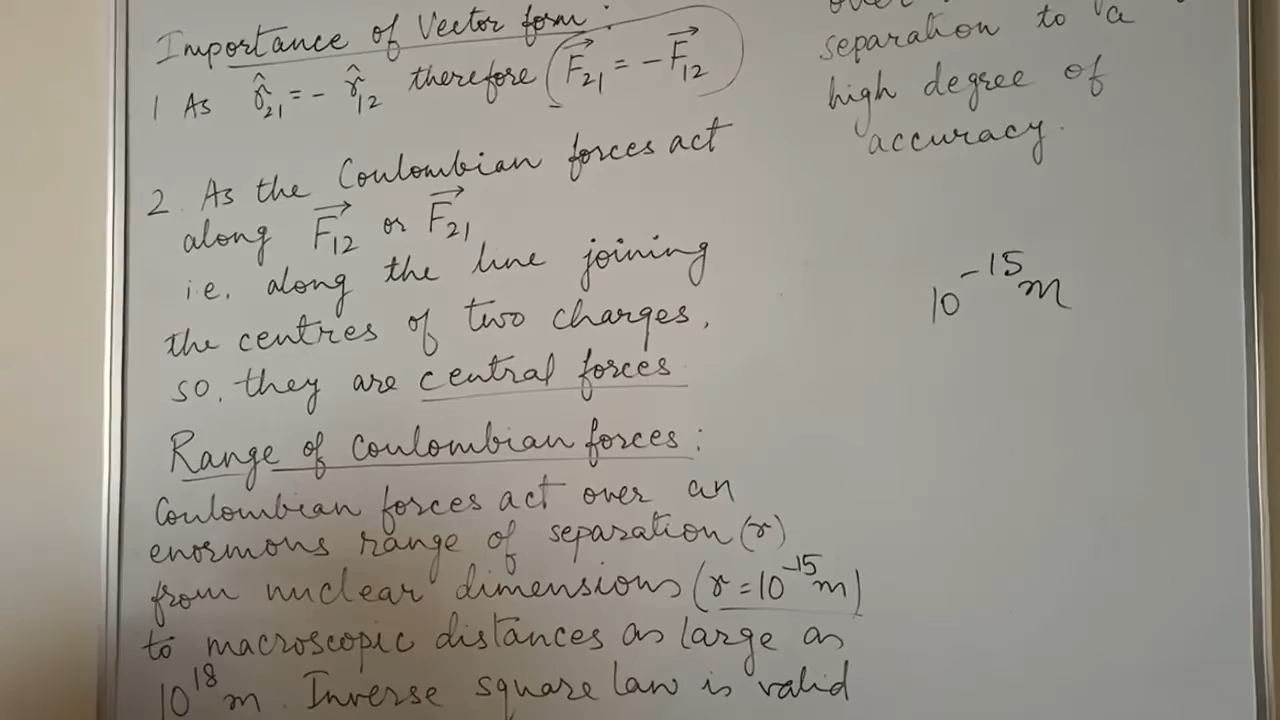 Importance of Vector form :
1 As r̂₂₁ = - r̂₁₂ therefore F⃗₂₁ = - F⃗₁₂
2. As the Coulombian forces act
along F⃗₁₂ or F⃗₂₁
i.e. along the line joining
the centres of two charges,
so, they are central forces
Range of Coulombian forces :
Coulombian forces act over an
enormous range of separation (r)
from nuclear dimensions (r = 10⁻¹⁵ m)
to macroscopic distances as large as
10¹⁸ m. Inverse square law is valid
separation to a
high degree of
accuracy.
10⁻¹⁵ m